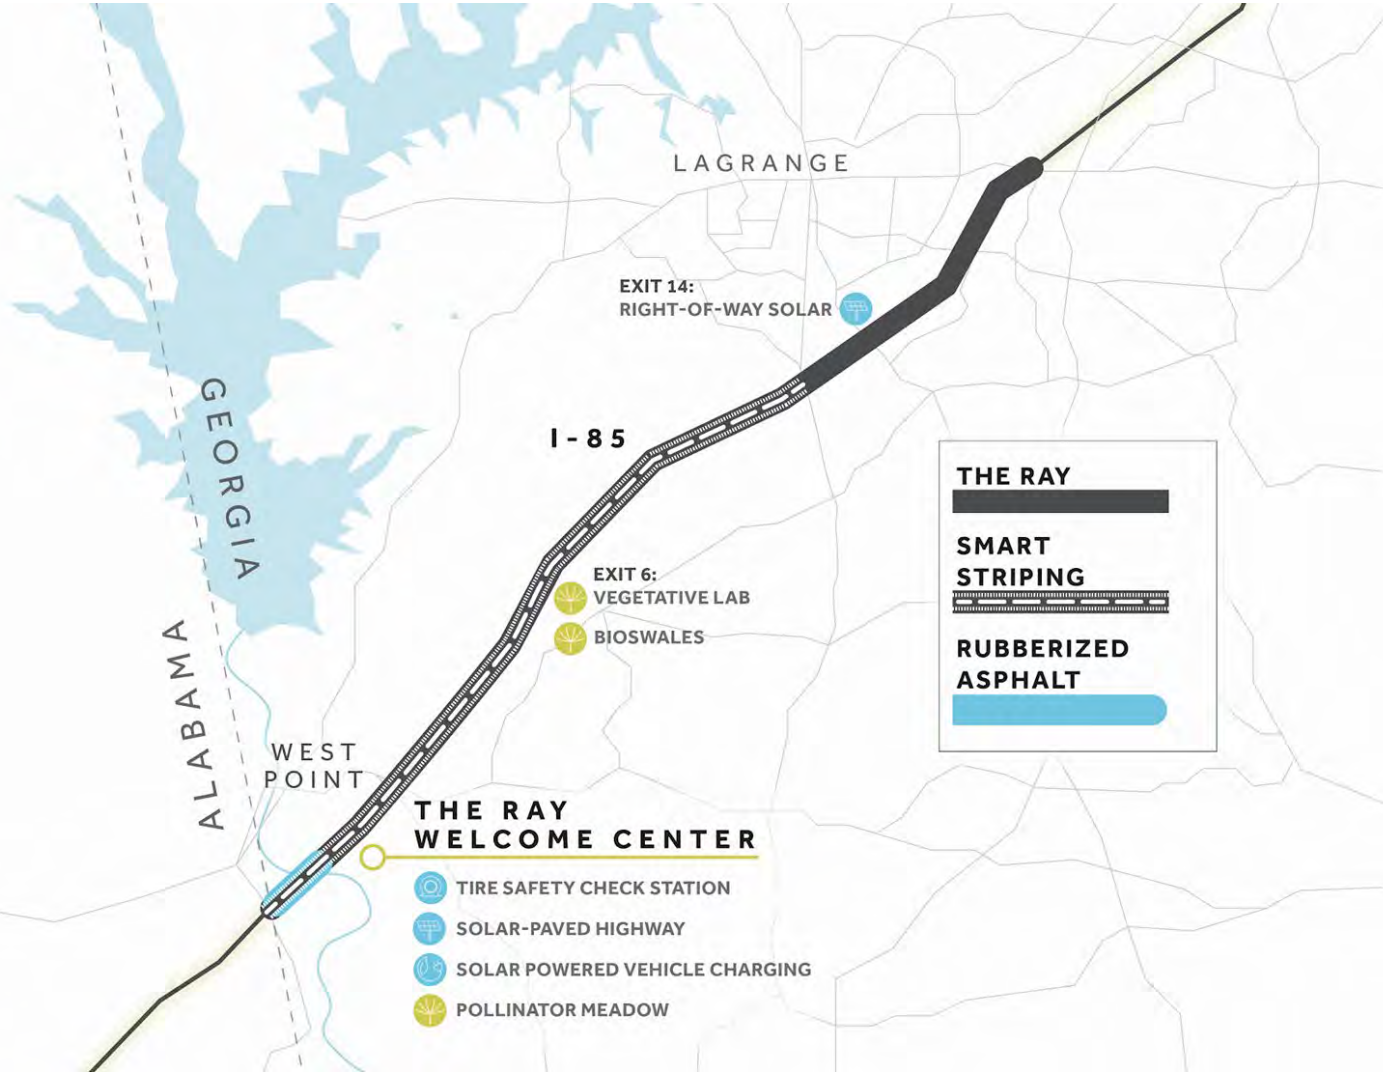 LAGRANGE
EXIT 14:
RIGHT-OF-WAY SOLAR
GEORGIA
I-85
THE RAY
SMART
STRIPING
RUBBERIZED
ASPHALT
EXIT 6:
VEGETATIVE LAB
BIOSWALES
ALABAMA
WEST
POINT
THE RAY
WELCOME CENTER
TIRE SAFETY CHECK STATION
SOLAR-PAVED HIGHWAY
SOLAR POWERED VEHICLE CHARGING
POLLINATOR MEADOW